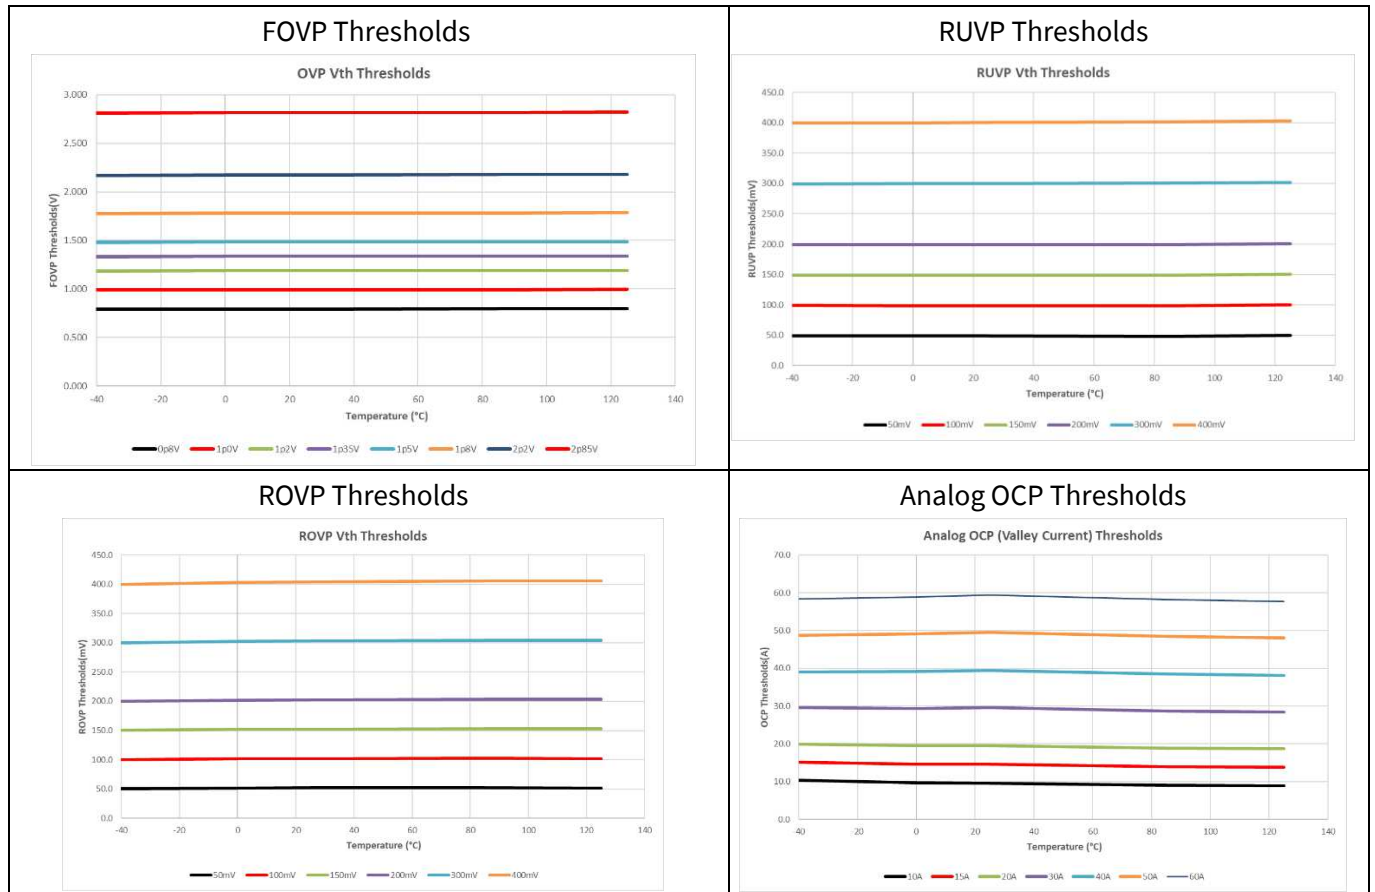 FOVP Thresholds
OVP Vth Thresholds
FOVP Thresholds(V)
3.000
2.500
2.000
1.500
1.000
0.500
0.000
-40 -20 0 20 40 60 80 100 120 140
Temperature (°C)
0p8V 1p0V 1p2V 1p35V 1p5V 1p8V 2p2V 2p85V
RUVP Thresholds
RUVP Vth Thresholds
RUVP Thresholds(mV)
450.0
400.0
350.0
300.0
250.0
200.0
150.0
100.0
50.0
0.0
-40 -20 0 20 40 60 80 100 120 140
Temperature (°C)
50mV 100mV 150mV 200mV 300mV 400mV
ROVP Thresholds
ROVP Vth Thresholds
ROVP Thresholds(mV)
450.0
400.0
350.0
300.0
250.0
200.0
150.0
100.0
50.0
0.0
-40 -20 0 20 40 60 80 100 120 140
Temperature (°C)
50mV 100mV 150mV 200mV 300mV 400mV
Analog OCP Thresholds
Analog OCP (Valley Current) Thresholds
OCP Thresholds(A)
70.0
60.0
50.0
40.0
30.0
20.0
10.0
0.0
40 20 0 20 40 60 80 100 120 140
Temperature (°C)
10A 15A 20A 30A 40A 50A 60A